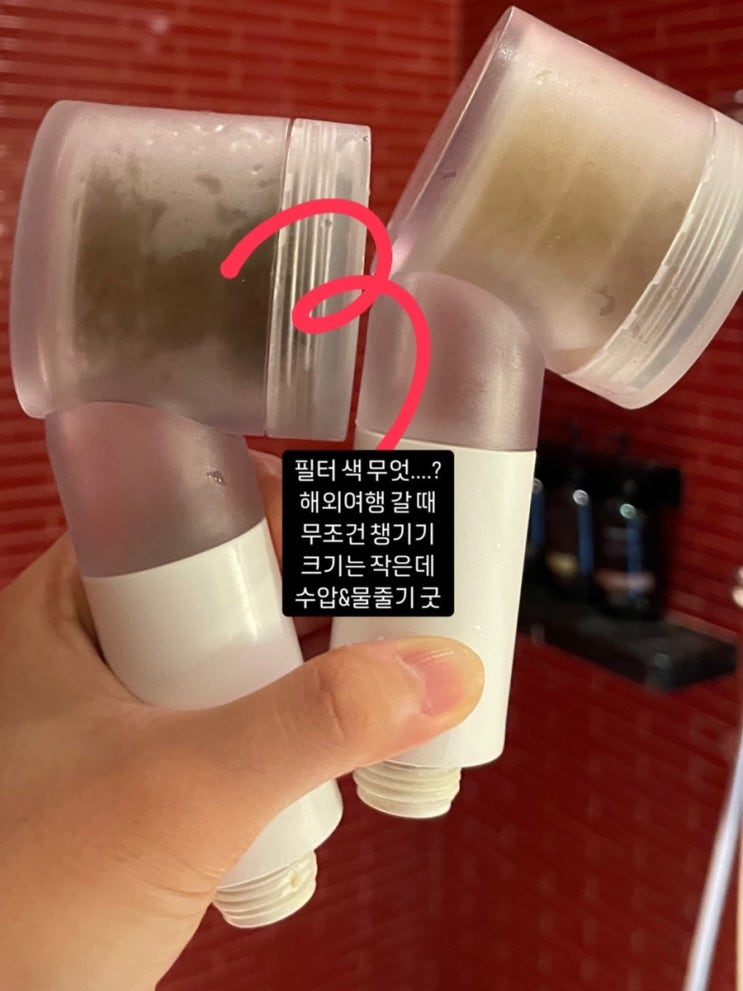 필터 색 무엇....?
해외여행 갈 때
무조건 챙기기
크기는 작은데
수압&물줄기 굿